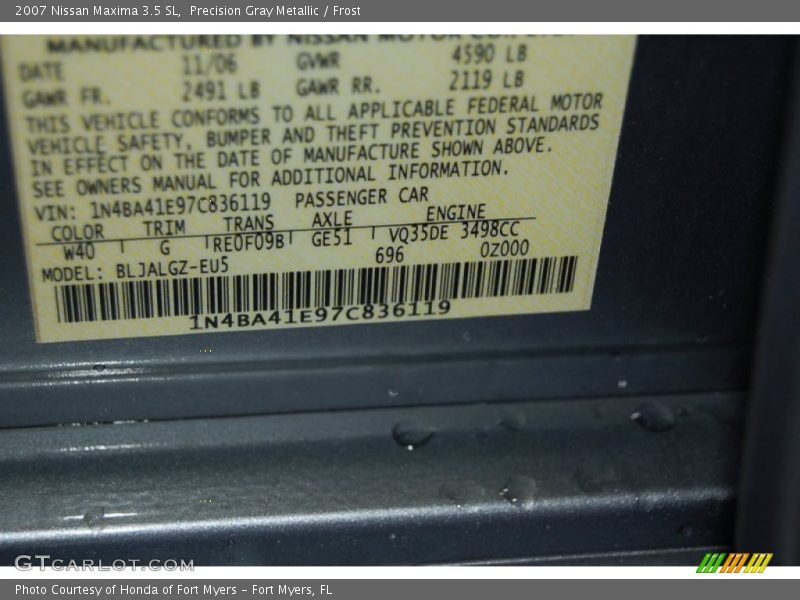 2007 Nissan Maxima 3.5 SL, Precision Gray Metallic / Frost
MANUFACTURED BY NISSAN MOTOR
DATE 11/06 GVWR 4590 LB
GAWR FR. 2491 LB GAWR RR. 2119 LB
THIS VEHICLE CONFORMS TO ALL APPLICABLE FEDERAL MOTOR
VEHICLE SAFETY, BUMPER AND THEFT PREVENTION STANDARDS
IN EFFECT ON THE DATE OF MANUFACTURE SHOWN ABOVE.
SEE OWNERS MANUAL FOR ADDITIONAL INFORMATION.
VIN: 1N4BA41E97C836119 PASSENGER CAR
COLOR TRIM TRANS AXLE ENGINE
W40 G RE0F09B GE51 VQ35DE 3498CC
696 0Z000
MODEL: BLJALGZ-EU5
1N4BA41E97C836119
GTCARLOT.COM
Photo Courtesy of Honda of Fort Myers - Fort Myers, FL